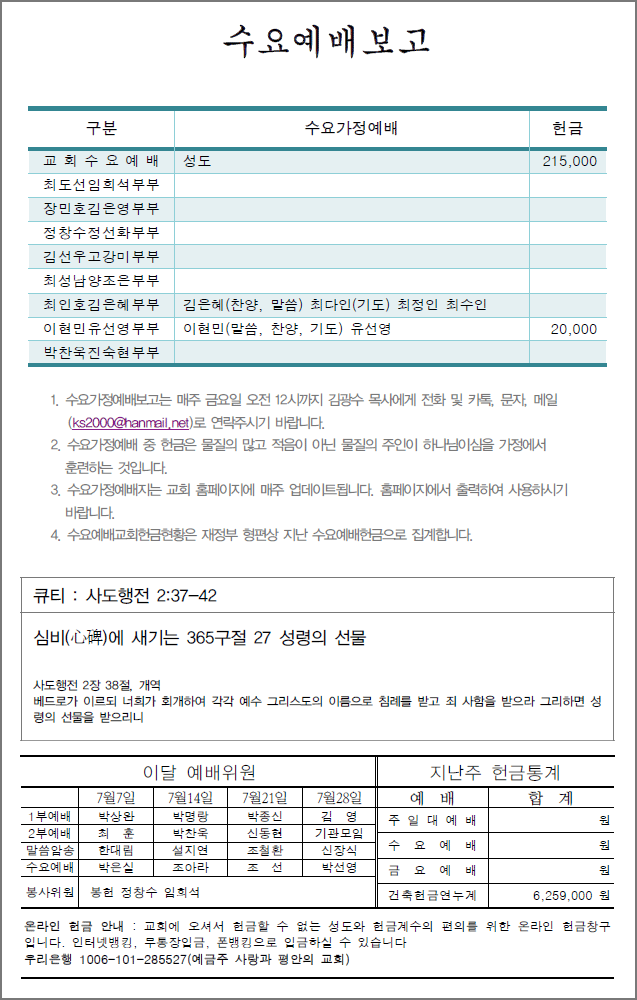 수요예배보고
구분 수요가정예배 헌금
교 회 수 요 예 배 성도 215,000
최도선임희석부부
장민호김은영부부
정창수정선화부부
김선우고강미부부
최성남양조은부부
최인호김은혜부부 김은혜(찬양, 말씀) 최다인(기도) 최정인 최수인
이현민유선영부부 이현민(말씀, 찬양, 기도) 유선영 20,000
박찬욱진숙현부부
1. 수요가정예배보고는 매주 금요일 오전 12시까지 김광수 목사에게 전화 및 카톡, 문자, 메일
(ks2000@hanmail.net)로 연락주시기 바랍니다.
2. 수요가정예배 중 헌금은 물질의 많고 적음이 아닌 물질의 주인이 하나님이심을 가정에서
훈련하는 것입니다.
3. 수요가정예배지는 교회 홈페이지에 매주 업데이트됩니다. 홈페이지에서 출력하여 사용하시기
바랍니다.
4. 수요예배교회헌금현황은 재정부 형편상 지난 수요예배헌금으로 집계합니다.
큐티 : 사도행전 2:37-42
심비(心碑)에 새기는 365구절 27 성령의 선물
사도행전 2장 38절, 개역
베드로가 이르되 너희가 회개하여 각각 예수 그리스도의 이름으로 침례를 받고 죄 사함을 받으라 그리하면 성
령의 선물을 받으리니
이달 예배위원 지난주 헌금통계
7월7일 7월14일 7월21일 7월28일 예 배 합 계
1부예배 박상완 박명랑 박종신 김 영 주 일 대 예 배 원
2부예배 최 훈 박찬욱 신동현 기관모임
말씀암송 한대림 설지연 조철환 신장식 수 요 예 배 원
수요예배 박은실 조아라 조 선 박선영 금 요 예 배 원
봉사위원 봉헌 정창수 임희석 건축헌금연누계 6,259,000 원
온라인 헌금 안내 : 교회에 오셔서 헌금할 수 없는 성도와 헌금계수의 편의를 위한 온라인 헌금창구
입니다. 인터넷뱅킹, 무통장입금, 폰뱅킹으로 입금하실 수 있습니다
우리은행 1006-101-285527(예금주 사랑과 평안의 교회)